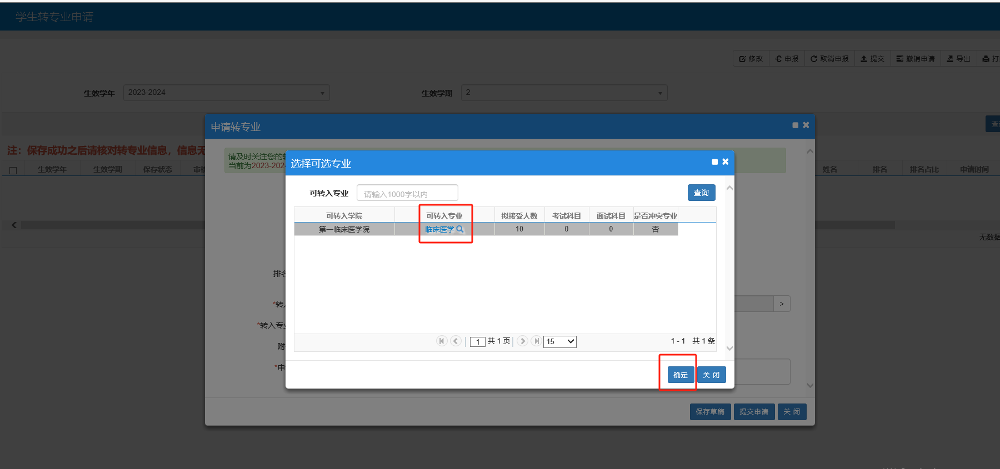 学生转专业申请
修改 申报 取消申报 提交 撤销申请 导出 打
生效学年 2023-2024 生效学期 2
查
申请转专业
注：保存成功之后请核对转专业信息，信息无
请及时关注您的
当前为2023-202
生效学年 生效学期 保存状态 审 姓名 排名 排名占比 申请时间
选择可选专业
可转入专业 请输入1000字以内 查询
可转入学院 可转入专业 拟接受人数 考试科目 面试科目 是否冲突专业
第一临床医学院 临床医学 10 0 0 否
无数据
排名
*转入 >
*转入专业
附
*申
1 共 1 页 15 1 - 1 共 1 条
确定 关 闭
保存草稿 提交申请 关 闭